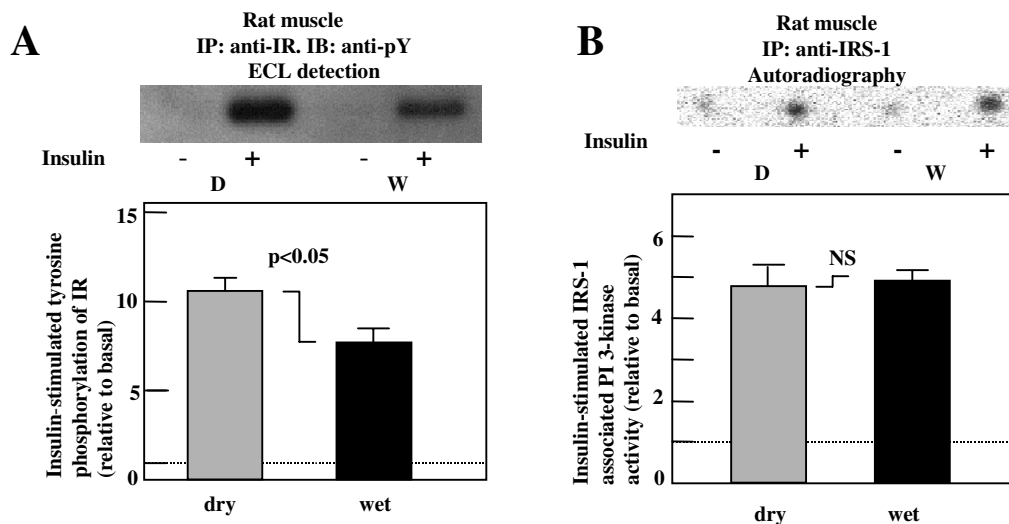 A
Rat muscle
IP: anti-IR. IB: anti-pY
ECL detection
Insulin - + - +
D W
15
10
5
0
Insulin-stimulated tyrosine
phosphorylation of IR
(relative to basal)
p<0.05
dry wet
B
Rat muscle
IP: anti-IRS-1
Autoradiography
Insulin - + - +
D W
6
4
2
0
Insulin-stimulated IRS-1
associated PI 3-kinase
activity (relative to basal)
NS
dry wet